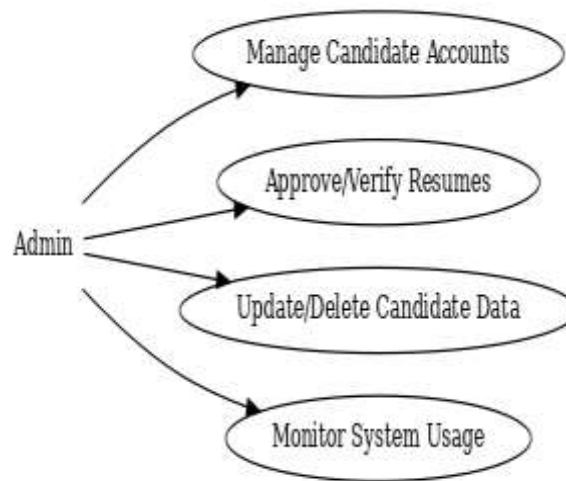 Manage Candidate Accounts
Approve/Verify Resumes
Admin
Update/Delete Candidate Data
Monitor System Usage